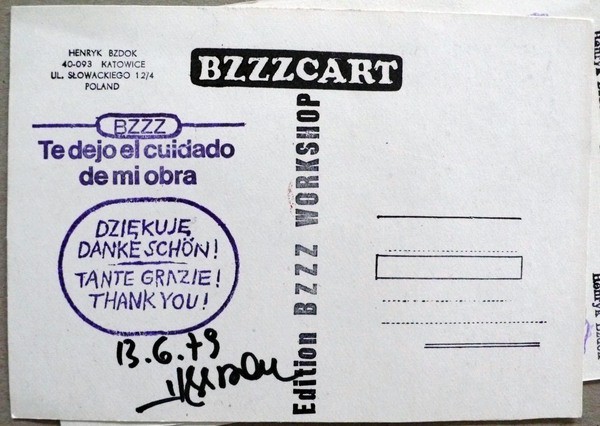 HENRYK BZDOK
40-093 KATOWICE
UL. SŁOWACKIEGO 12/4
POLAND
BZZZCART
BZZZ
Te dejo el cuidado
de mi obra
DZIĘKUJĘ
DANKE SCHÖN!
TANTE GRAZIE!
THANK YOU!
13.6.79
Edition BZZZ WORKSHOP